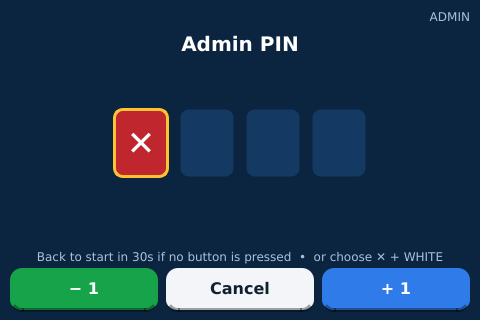 ADMIN
Admin PIN
✕
Back to start in 30s if no button is pressed • or choose ✕ + WHITE
− 1 Cancel + 1